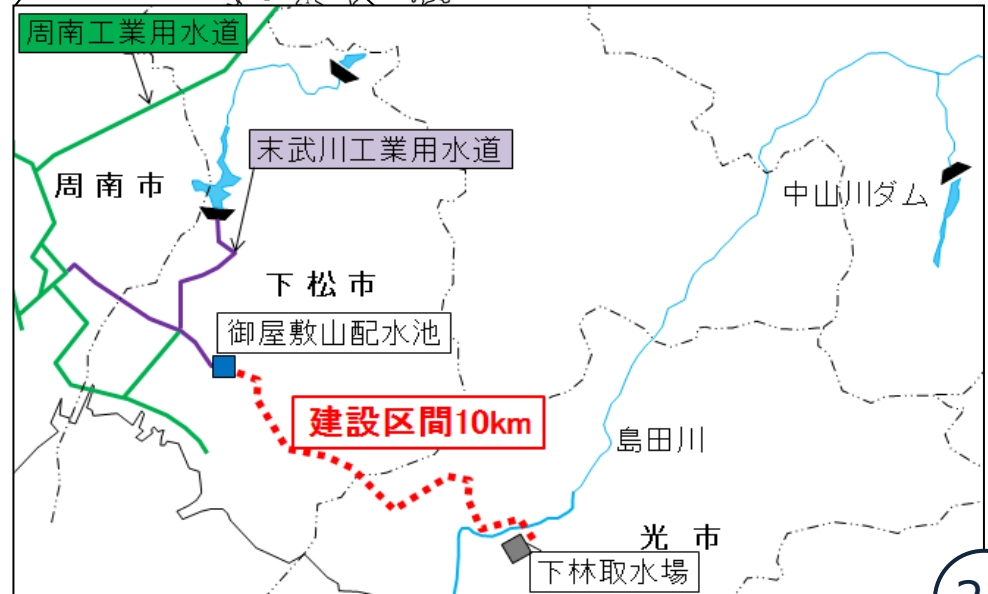 周南工業用水道
末武川工業用水道
周南市
中山川ダム
下松市
御屋敷山配水池
建設区間10km
島田川
光市
下林取水場